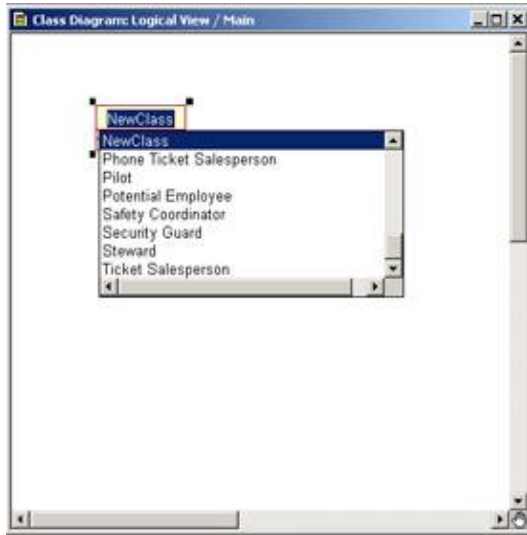 Class Diagram: Logical View / Main
NewClass
NewClass
Phone Ticket Salesperson
Pilot
Potential Employee
Safety Coordinator
Security Guard
Steward
Ticket Salesperson